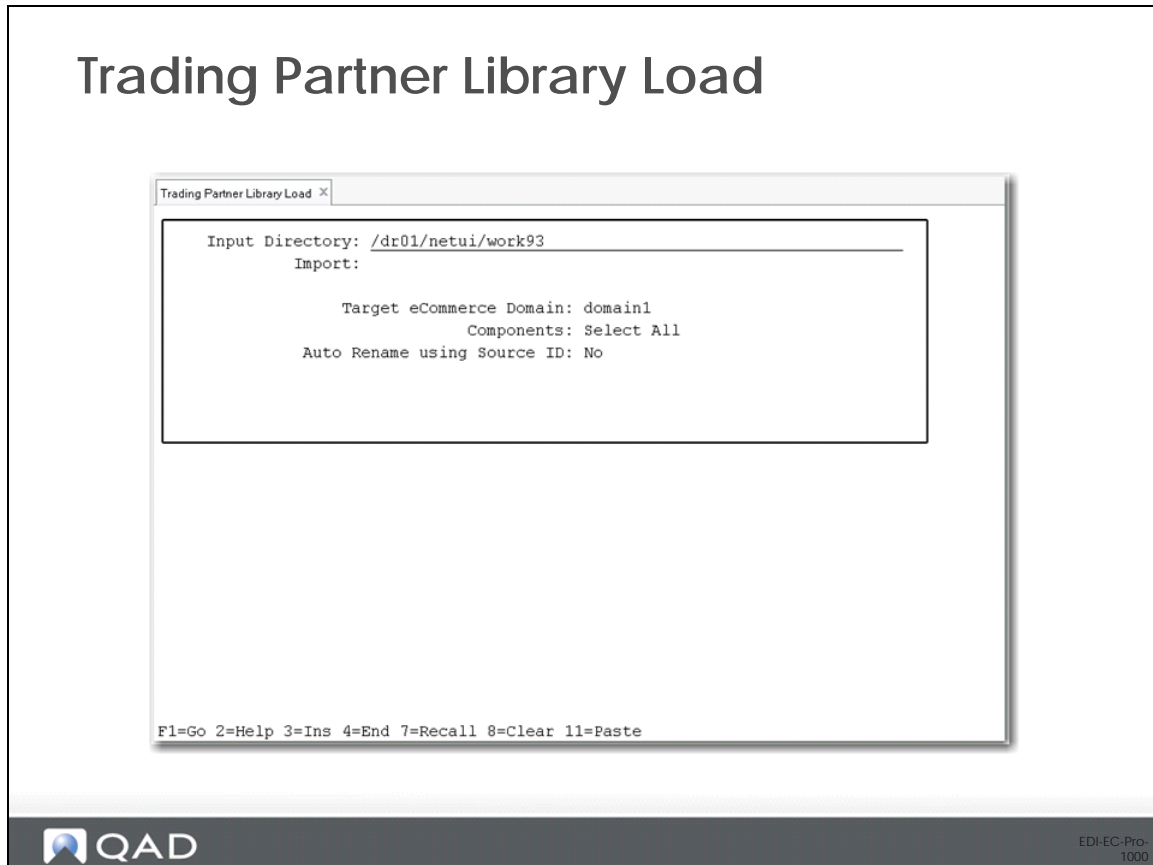 Trading Partner Library Load
Trading Partner Library Load X
Input Directory: /dr01/netui/work93
Import:
Target eCommerce Domain: domain1
Components: Select All
Auto Rename using Source ID: No
F1=Go 2=Help 3=Ins 4=End 7=Recall 8=Clear 11=Paste
QAD
EDI-EC-Pro-
1000